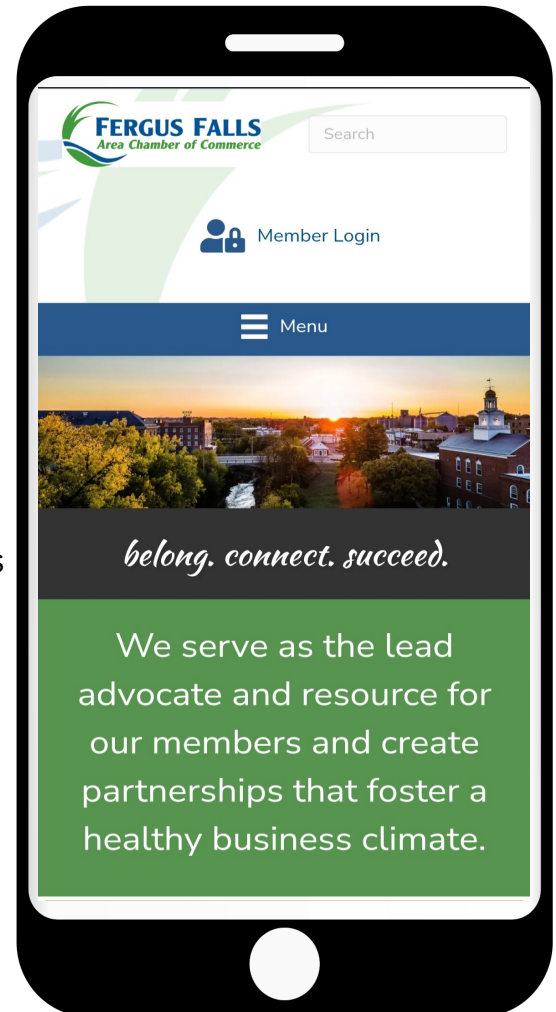 FERGUS FALLS
Area Chamber of Commerce
Search
Member Login
Menu
s
belong. connect. succeed.
We serve as the lead
advocate and resource for
our members and create
partnerships that foster a
healthy business climate.